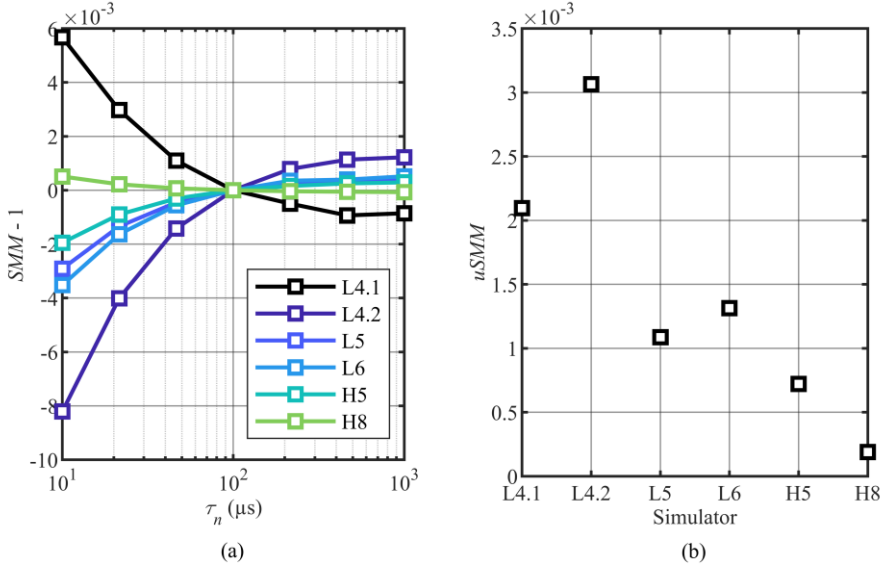 ×10⁻³
6
4
2
0
-2
-4
-6
-8
-10
SMM - 1
L4.1
L4.2
L5
L6
H5
H8
10¹
10²
10³
τₙ (µs)
(a)
×10⁻³
3.5
3
2.5
2
1.5
1
0.5
0
uSMM
L4.1 L4.2 L5 L6 H5 H8
Simulator
(b)